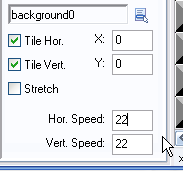 background0
Tile Hor. X: 0
Tile Vert. Y: 0
Stretch
Hor. Speed: 22
Vert. Speed: 22